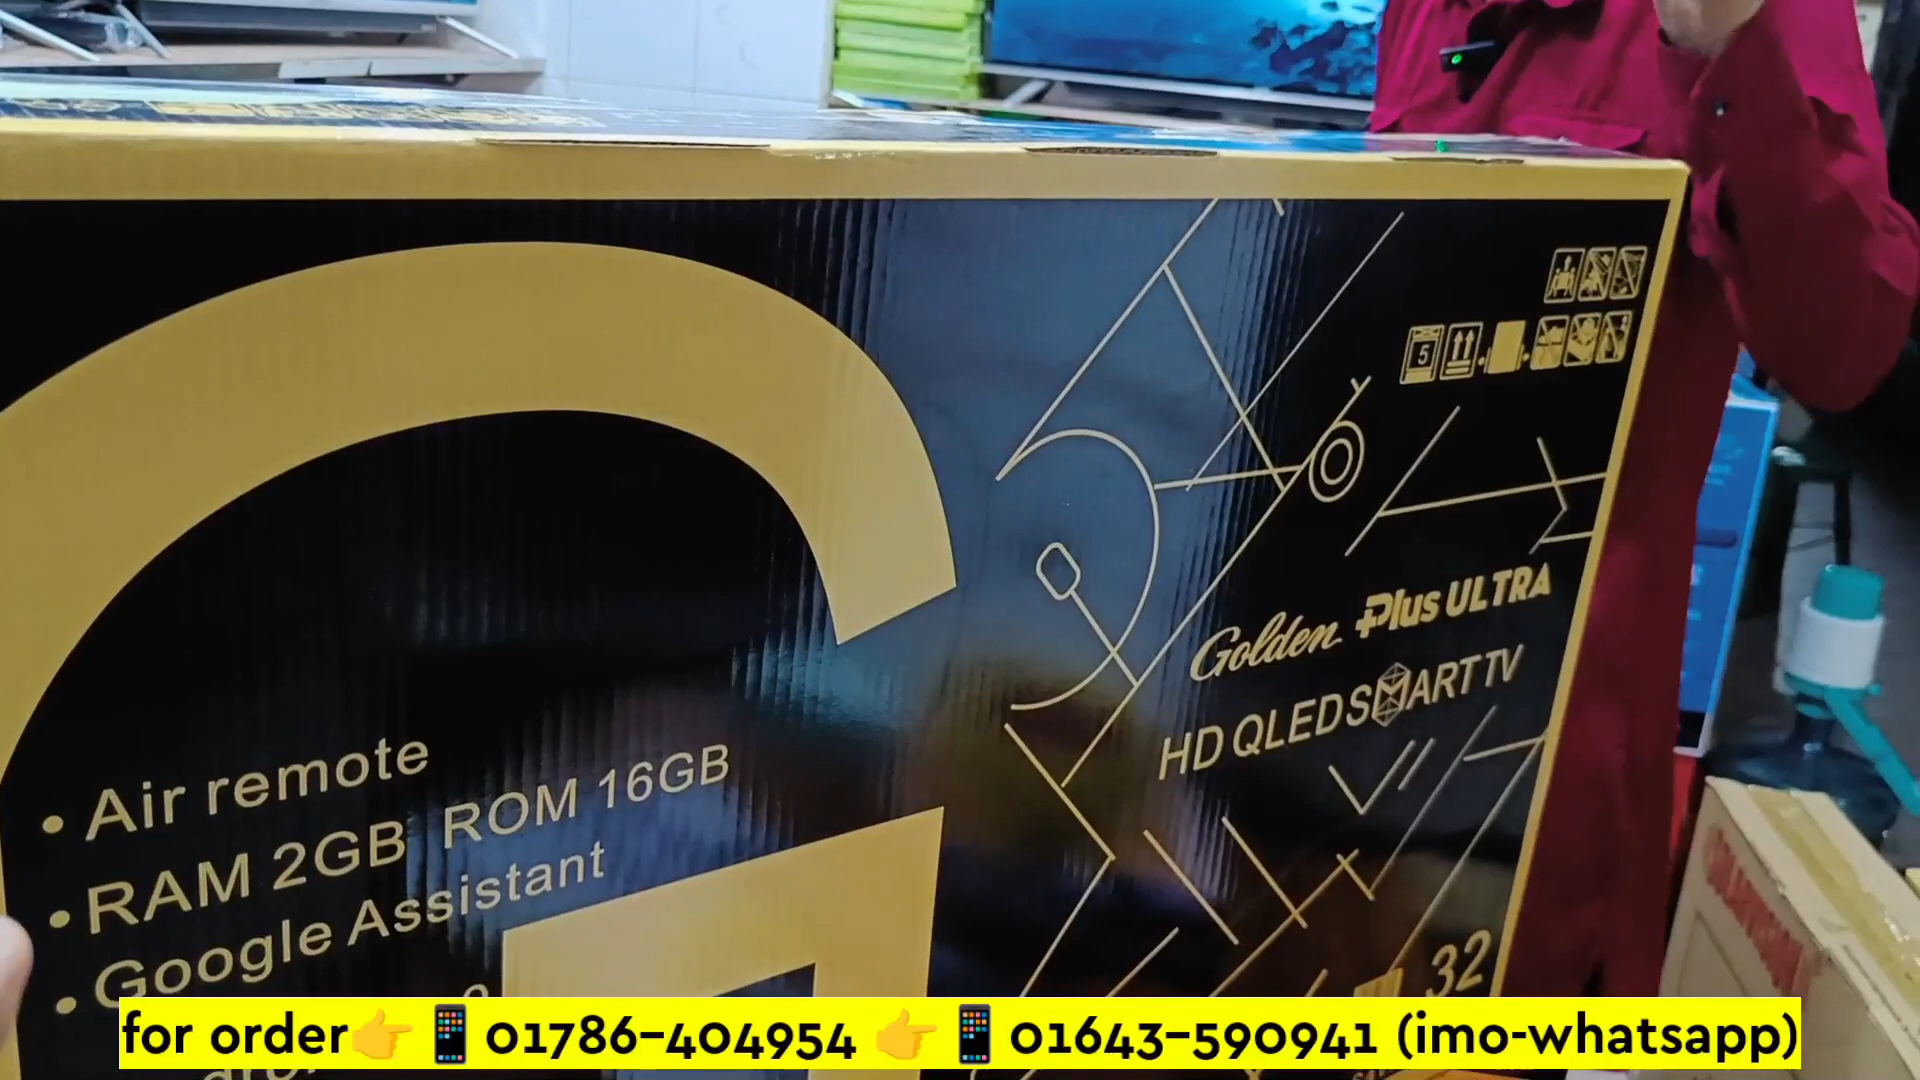 5
Golden Plus ULTRA
HD QLED SMART TV
• Air remote
• RAM 2GB ROM 16GB
• Google Assistant
32
for order👉📱01786-404954 👉📱01643-590941 (imo-whatsapp)